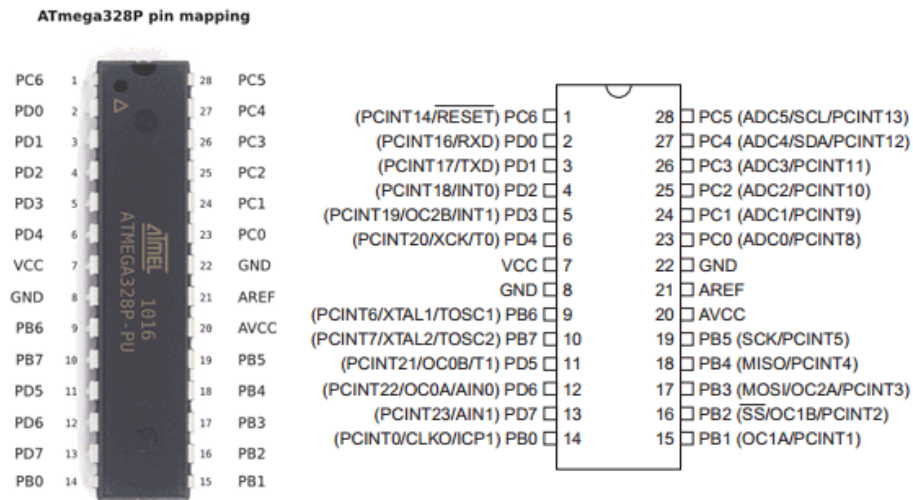 ATmega328P pin mapping
PC6 1 28 PC5
PD0 2 27 PC4
PD1 3 26 PC3
PD2 4 25 PC2
PD3 5 24 PC1
PD4 6 23 PC0
VCC 7 22 GND
GND 8 21 AREF
PB6 9 20 AVCC
PB7 10 19 PB5
PD5 11 18 PB4
PD6 12 17 PB3
PD7 13 16 PB2
PB0 14 15 PB1
ATMEL
ATMEGA328P-PU
1016
(PCINT14/RESET) PC6 1 28 PC5 (ADC5/SCL/PCINT13)
(PCINT16/RXD) PD0 2 27 PC4 (ADC4/SDA/PCINT12)
(PCINT17/TXD) PD1 3 26 PC3 (ADC3/PCINT11)
(PCINT18/INT0) PD2 4 25 PC2 (ADC2/PCINT10)
(PCINT19/OC2B/INT1) PD3 5 24 PC1 (ADC1/PCINT9)
(PCINT20/XCK/T0) PD4 6 23 PC0 (ADC0/PCINT8)
VCC 7 22 GND
GND 8 21 AREF
(PCINT6/XTAL1/TOSC1) PB6 9 20 AVCC
(PCINT7/XTAL2/TOSC2) PB7 10 19 PB5 (SCK/PCINT5)
(PCINT21/OC0B/T1) PD5 11 18 PB4 (MISO/PCINT4)
(PCINT22/OC0A/AIN0) PD6 12 17 PB3 (MOSI/OC2A/PCINT3)
(PCINT23/AIN1) PD7 13 16 PB2 (SS/OC1B/PCINT2)
(PCINT0/CLKO/ICP1) PB0 14 15 PB1 (OC1A/PCINT1)